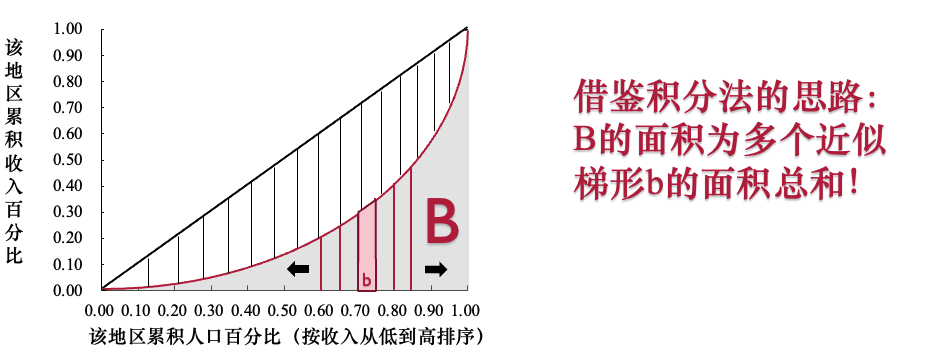 该地区累积收入百分比
1.00
0.90
0.80
0.70
0.60
0.50
0.40
0.30
0.20
0.10
0.00
B
b
0.00 0.10 0.20 0.30 0.40 0.50 0.60 0.70 0.80 0.90 1.00
该地区累积人口百分比（按收入从低到高排序）
借鉴积分法的思路：
B的面积为多个近似
梯形b的面积总和！